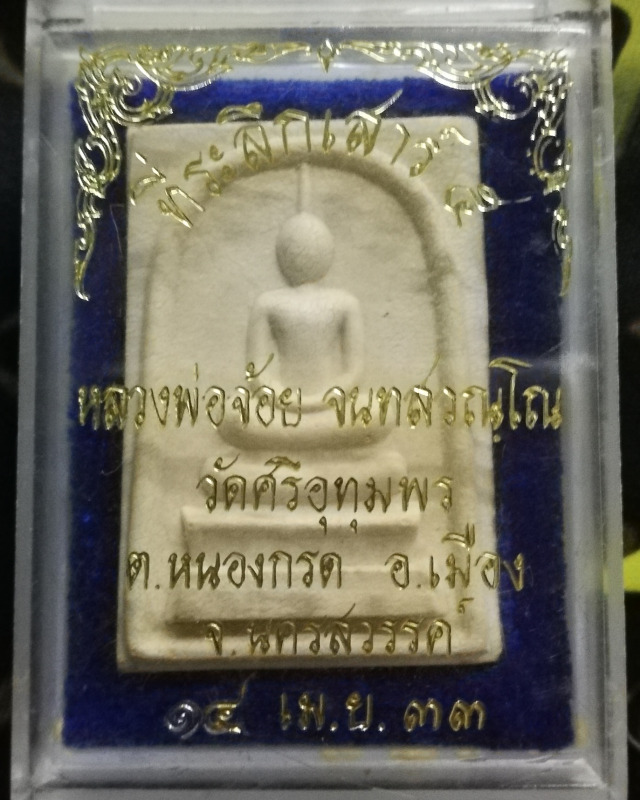 ที่ระลึกเสาร์ ๕
หลวงพ่อจ้อย จนฺทสุวณฺโณ
วัดศรีอุทุมพร
ต.หนองกรด อ.เมือง
จ.นครสวรรค์
๑๔ เม.ย. ๓๓